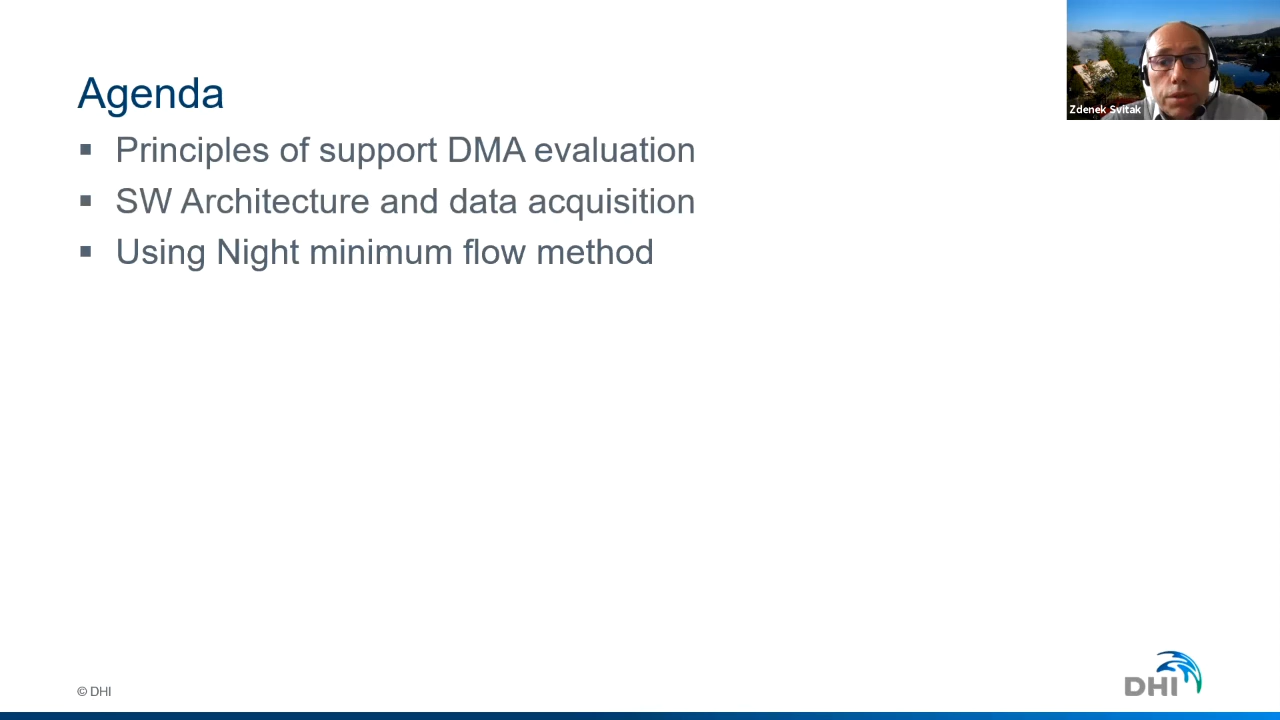 Agenda
▪ Principles of support DMA evaluation
▪ SW Architecture and data acquisition
▪ Using Night minimum flow method
Zdenek Svitak
© DHI
DHI